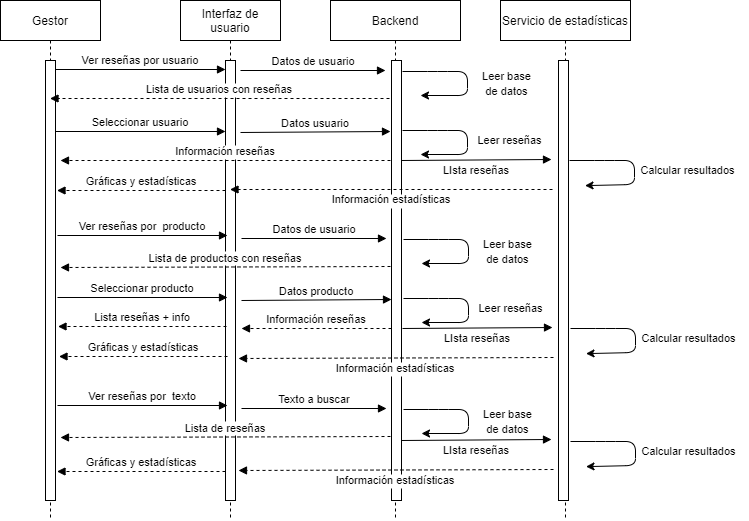 Gestor
Interfaz de
usuario
Backend
Servicio de estadísticas
Ver reseñas por usuario
Datos de usuario
Leer base
de datos
Lista de usuarios con reseñas
Seleccionar usuario
Datos usuario
Leer reseñas
Información reseñas
LIsta reseñas
Calcular resultados
Gráficas y estadísticas
Información estadísticas
Ver reseñas por  producto
Datos de usuario
Leer base
de datos
Lista de productos con reseñas
Seleccionar producto
Datos producto
Leer reseñas
Lista reseñas + info
Información reseñas
LIsta reseñas
Calcular resultados
Gráficas y estadísticas
Información estadísticas
Ver reseñas por  texto
Texto a buscar
Leer base
de datos
Lista de reseñas
LIsta reseñas
Calcular resultados
Gráficas y estadísticas
Información estadísticas